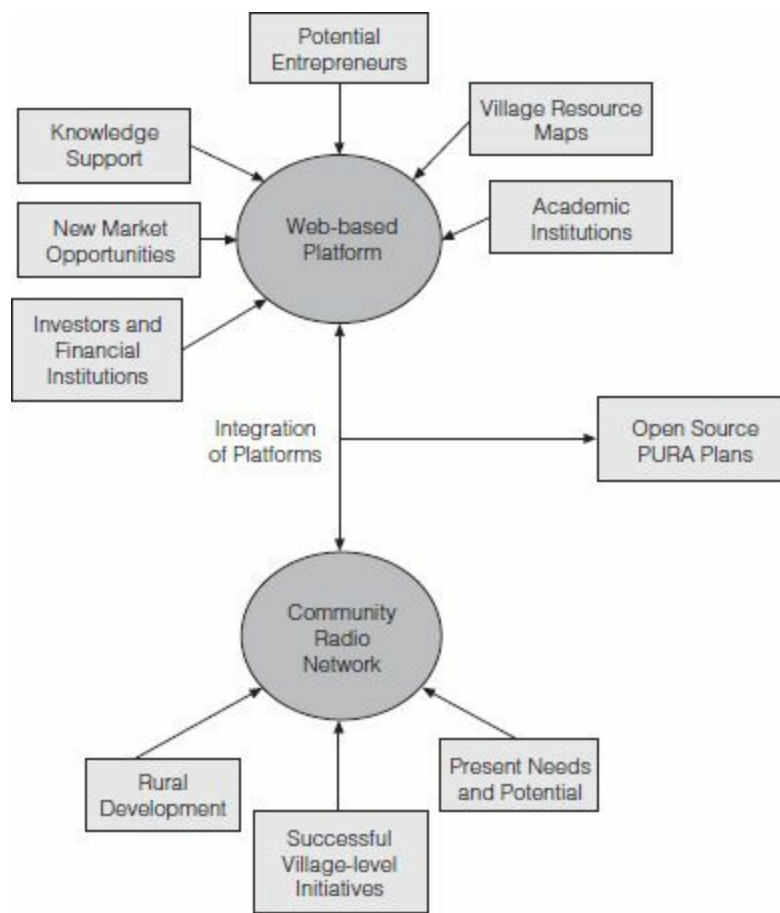 Potential
Entrepreneurs
Village Resource
Maps
Knowledge
Support
Academic
Institutions
New Market
Opportunities
Web-based
Platform
Investors and
Financial
Institutions
Integration
of Platforms
Open Source
PURA Plans
Community
Radio
Network
Rural
Development
Present Needs
and Potential
Successful
Village-level
Initiatives